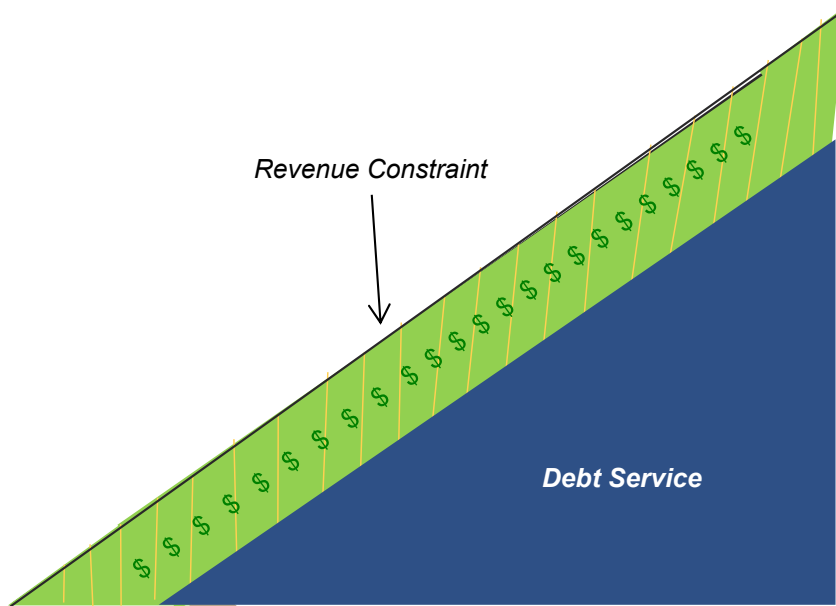 Revenue Constraint
$ $ $ $ $ $ $ $ $ $ $ $ $ $ $ $ $ $ $ $ $ $ $
Debt Service